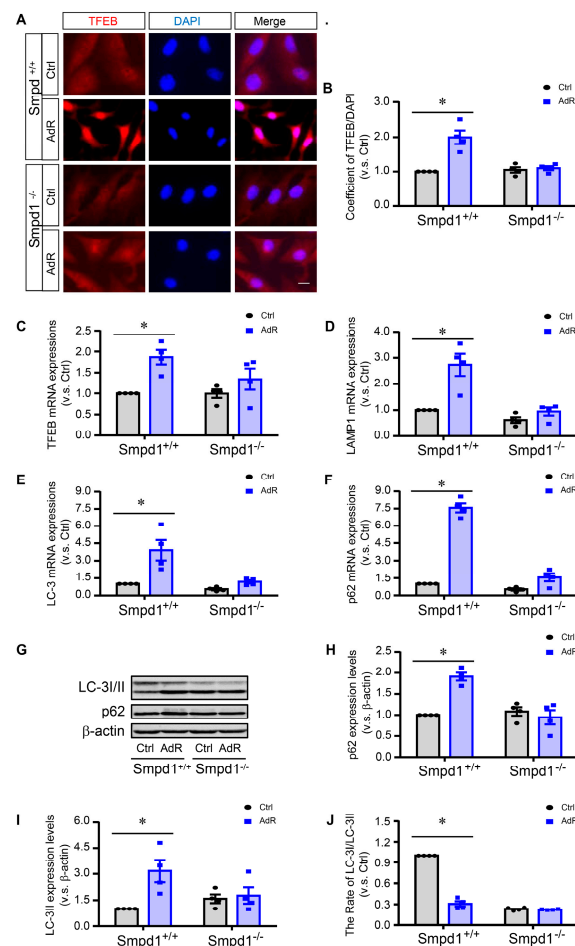 A
TFEB
DAPI
Merge
.
Smpd +/+
Ctrl
AdR
Smpd1 -/-
Ctrl
AdR
B
Coefficient of TFEB/DAPI
(v.s. Ctrl)
3.0
2.0
1.0
0.0
*
Ctrl
AdR
Smpd1+/+
Smpd1-/-
C
TFEB mRNA expressions
(v.s. Ctrl)
2.5
2.0
1.5
1.0
0.5
0.0
*
Ctrl
AdR
Smpd1+/+
Smpd1-/-
D
LAMP1 mRNA expressions
(v.s. Ctrl)
4.0
3.0
2.0
1.0
0.0
*
Ctrl
AdR
Smpd1+/+
Smpd1-/-
E
LC-3 mRNA expressions
(v.s. Ctrl)
9.0
7.5
6.0
4.5
3.0
1.5
0.0
*
Ctrl
AdR
Smpd1+/+
Smpd1-/-
F
p62 mRNA expressions
(v.s. Ctrl)
9.0
7.5
6.0
4.5
3.0
1.5
0.0
*
Ctrl
AdR
Smpd1+/+
Smpd1-/-
G
LC-3I/II
p62
β-actin
Ctrl AdR Ctrl AdR
Smpd1+/+ Smpd1-/-
H
p62 expression levels
(v.s. β-actin)
2.5
2.0
1.5
1.0
0.5
0.0
*
Ctrl
AdR
Smpd1+/+
Smpd1-/-
I
LC-3II expression levels
(v.s. β-actin)
6.0
4.5
3.0
1.5
0.0
*
Ctrl
AdR
Smpd1+/+
Smpd1-/-
J
The Rate of LC-3I/LC-3II
(v.s. Ctrl)
1.5
1.2
0.9
0.6
0.3
0.0
*
Ctrl
AdR
Smpd1+/+
Smpd1-/-